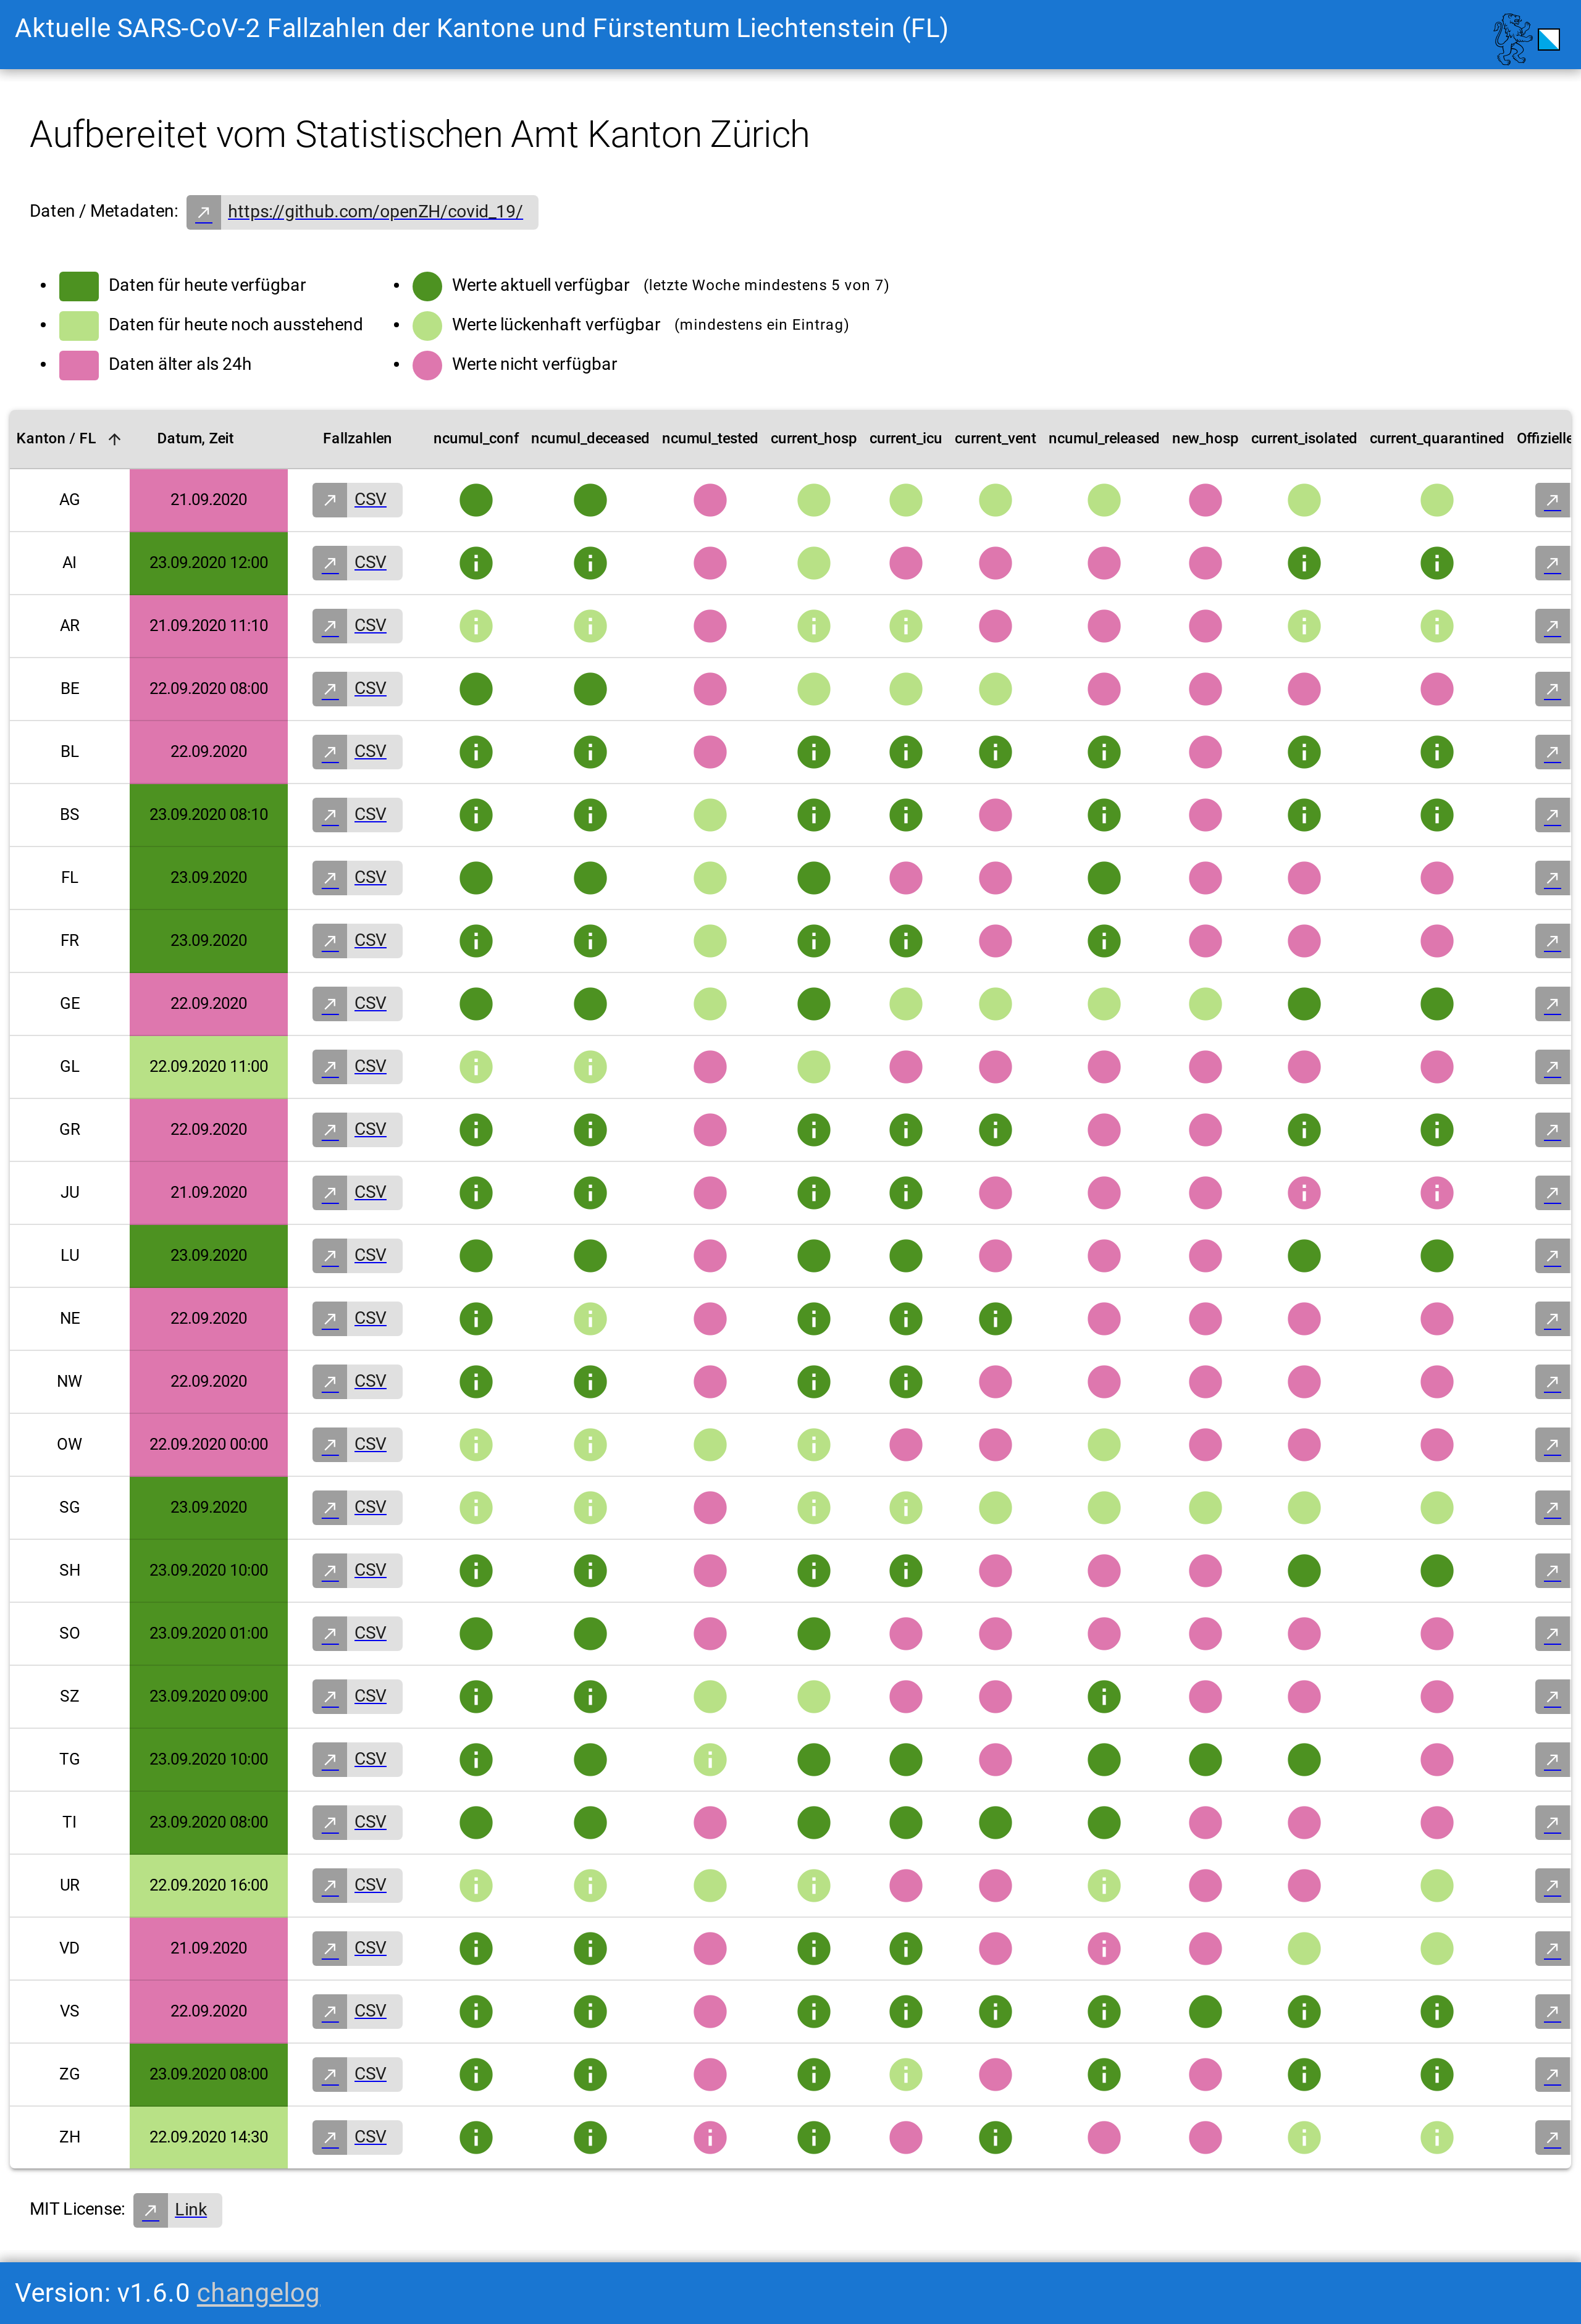 Aktuelle SARS-CoV-2 Fallzahlen der Kantone und Fürstentum Liechtenstein (FL)
Aufbereitet vom Statistischen Amt Kanton Zürich
Daten / Metadaten: https://github.com/openZH/covid_19/
Daten für heute verfügbar
Daten für heute noch ausstehend
Daten älter als 24h
Werte aktuell verfügbar (letzte Woche mindestens 5 von 7)
Werte lückenhaft verfügbar (mindestens ein Eintrag)
Werte nicht verfügbar
Kanton / FL Datum, Zeit Fallzahlen ncumul_conf ncumul_deceased ncumul_tested current_hosp current_icu current_vent ncumul_released new_hosp current_isolated current_quarantined Offizielle
AG 21.09.2020 CSV
AI 23.09.2020 12:00 CSV
AR 21.09.2020 11:10 CSV
BE 22.09.2020 08:00 CSV
BL 22.09.2020 CSV
BS 23.09.2020 08:10 CSV
FL 23.09.2020 CSV
FR 23.09.2020 CSV
GE 22.09.2020 CSV
GL 22.09.2020 11:00 CSV
GR 22.09.2020 CSV
JU 21.09.2020 CSV
LU 23.09.2020 CSV
NE 22.09.2020 CSV
NW 22.09.2020 CSV
OW 22.09.2020 00:00 CSV
SG 23.09.2020 CSV
SH 23.09.2020 10:00 CSV
SO 23.09.2020 01:00 CSV
SZ 23.09.2020 09:00 CSV
TG 23.09.2020 10:00 CSV
TI 23.09.2020 08:00 CSV
UR 22.09.2020 16:00 CSV
VD 21.09.2020 CSV
VS 22.09.2020 CSV
ZG 23.09.2020 08:00 CSV
ZH 22.09.2020 14:30 CSV
MIT License: Link
Version: v1.6.0 changelog